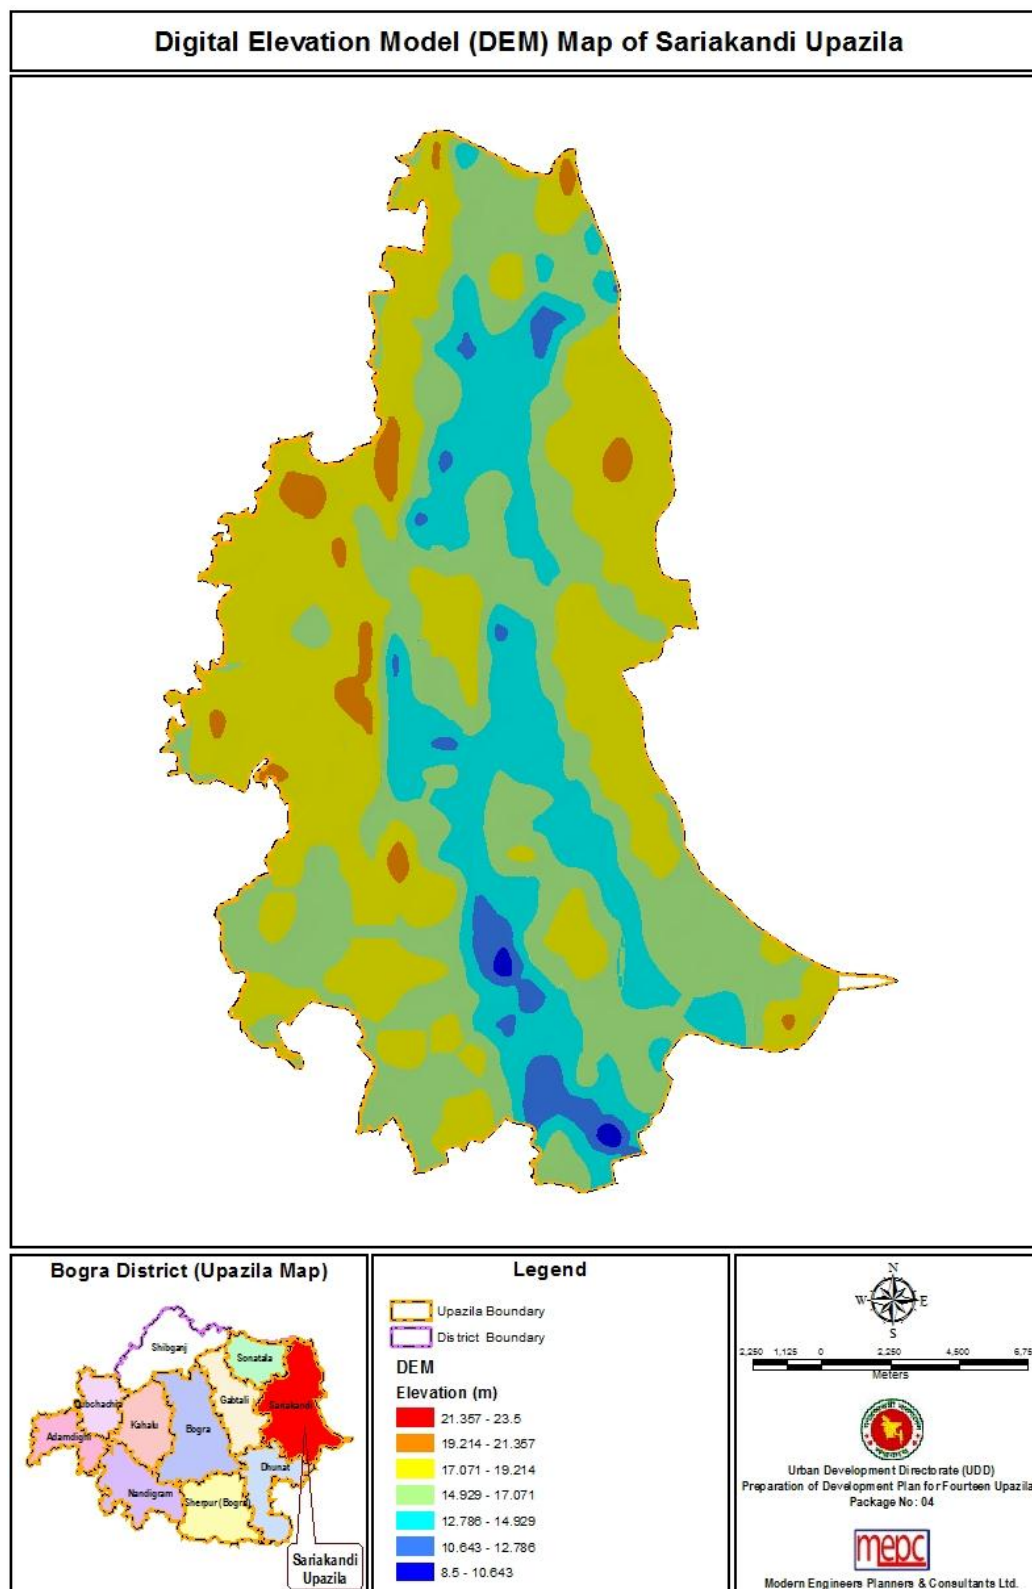 Digital Elevation Model (DEM) Map of Sariakandi Upazila
Bogra District (Upazila Map)
Shibganj
Sonatala
Gabtali
Sariakandi
Kahalu
Bogra
Adamdighi
Dhunat
Nandigram
Sherpur (Bogra)
Sariakandi
Upazila
Legend
Upazila Boundary
District Boundary
DEM
Elevation (m)
21.357 - 23.5
19.214 - 21.357
17.071 - 19.214
14.929 - 17.071
12.786 - 14.929
10.643 - 12.786
8.5 - 10.643
N
W E
S
2,250 1,125 0 2,250 4,500 6,75
Meters
Urban Development Directorate (UDD)
Preparation of Development Plan for Fourteen Upazila
Package No: 04
mepc
Modern Engineers Planners & Consultants Ltd.